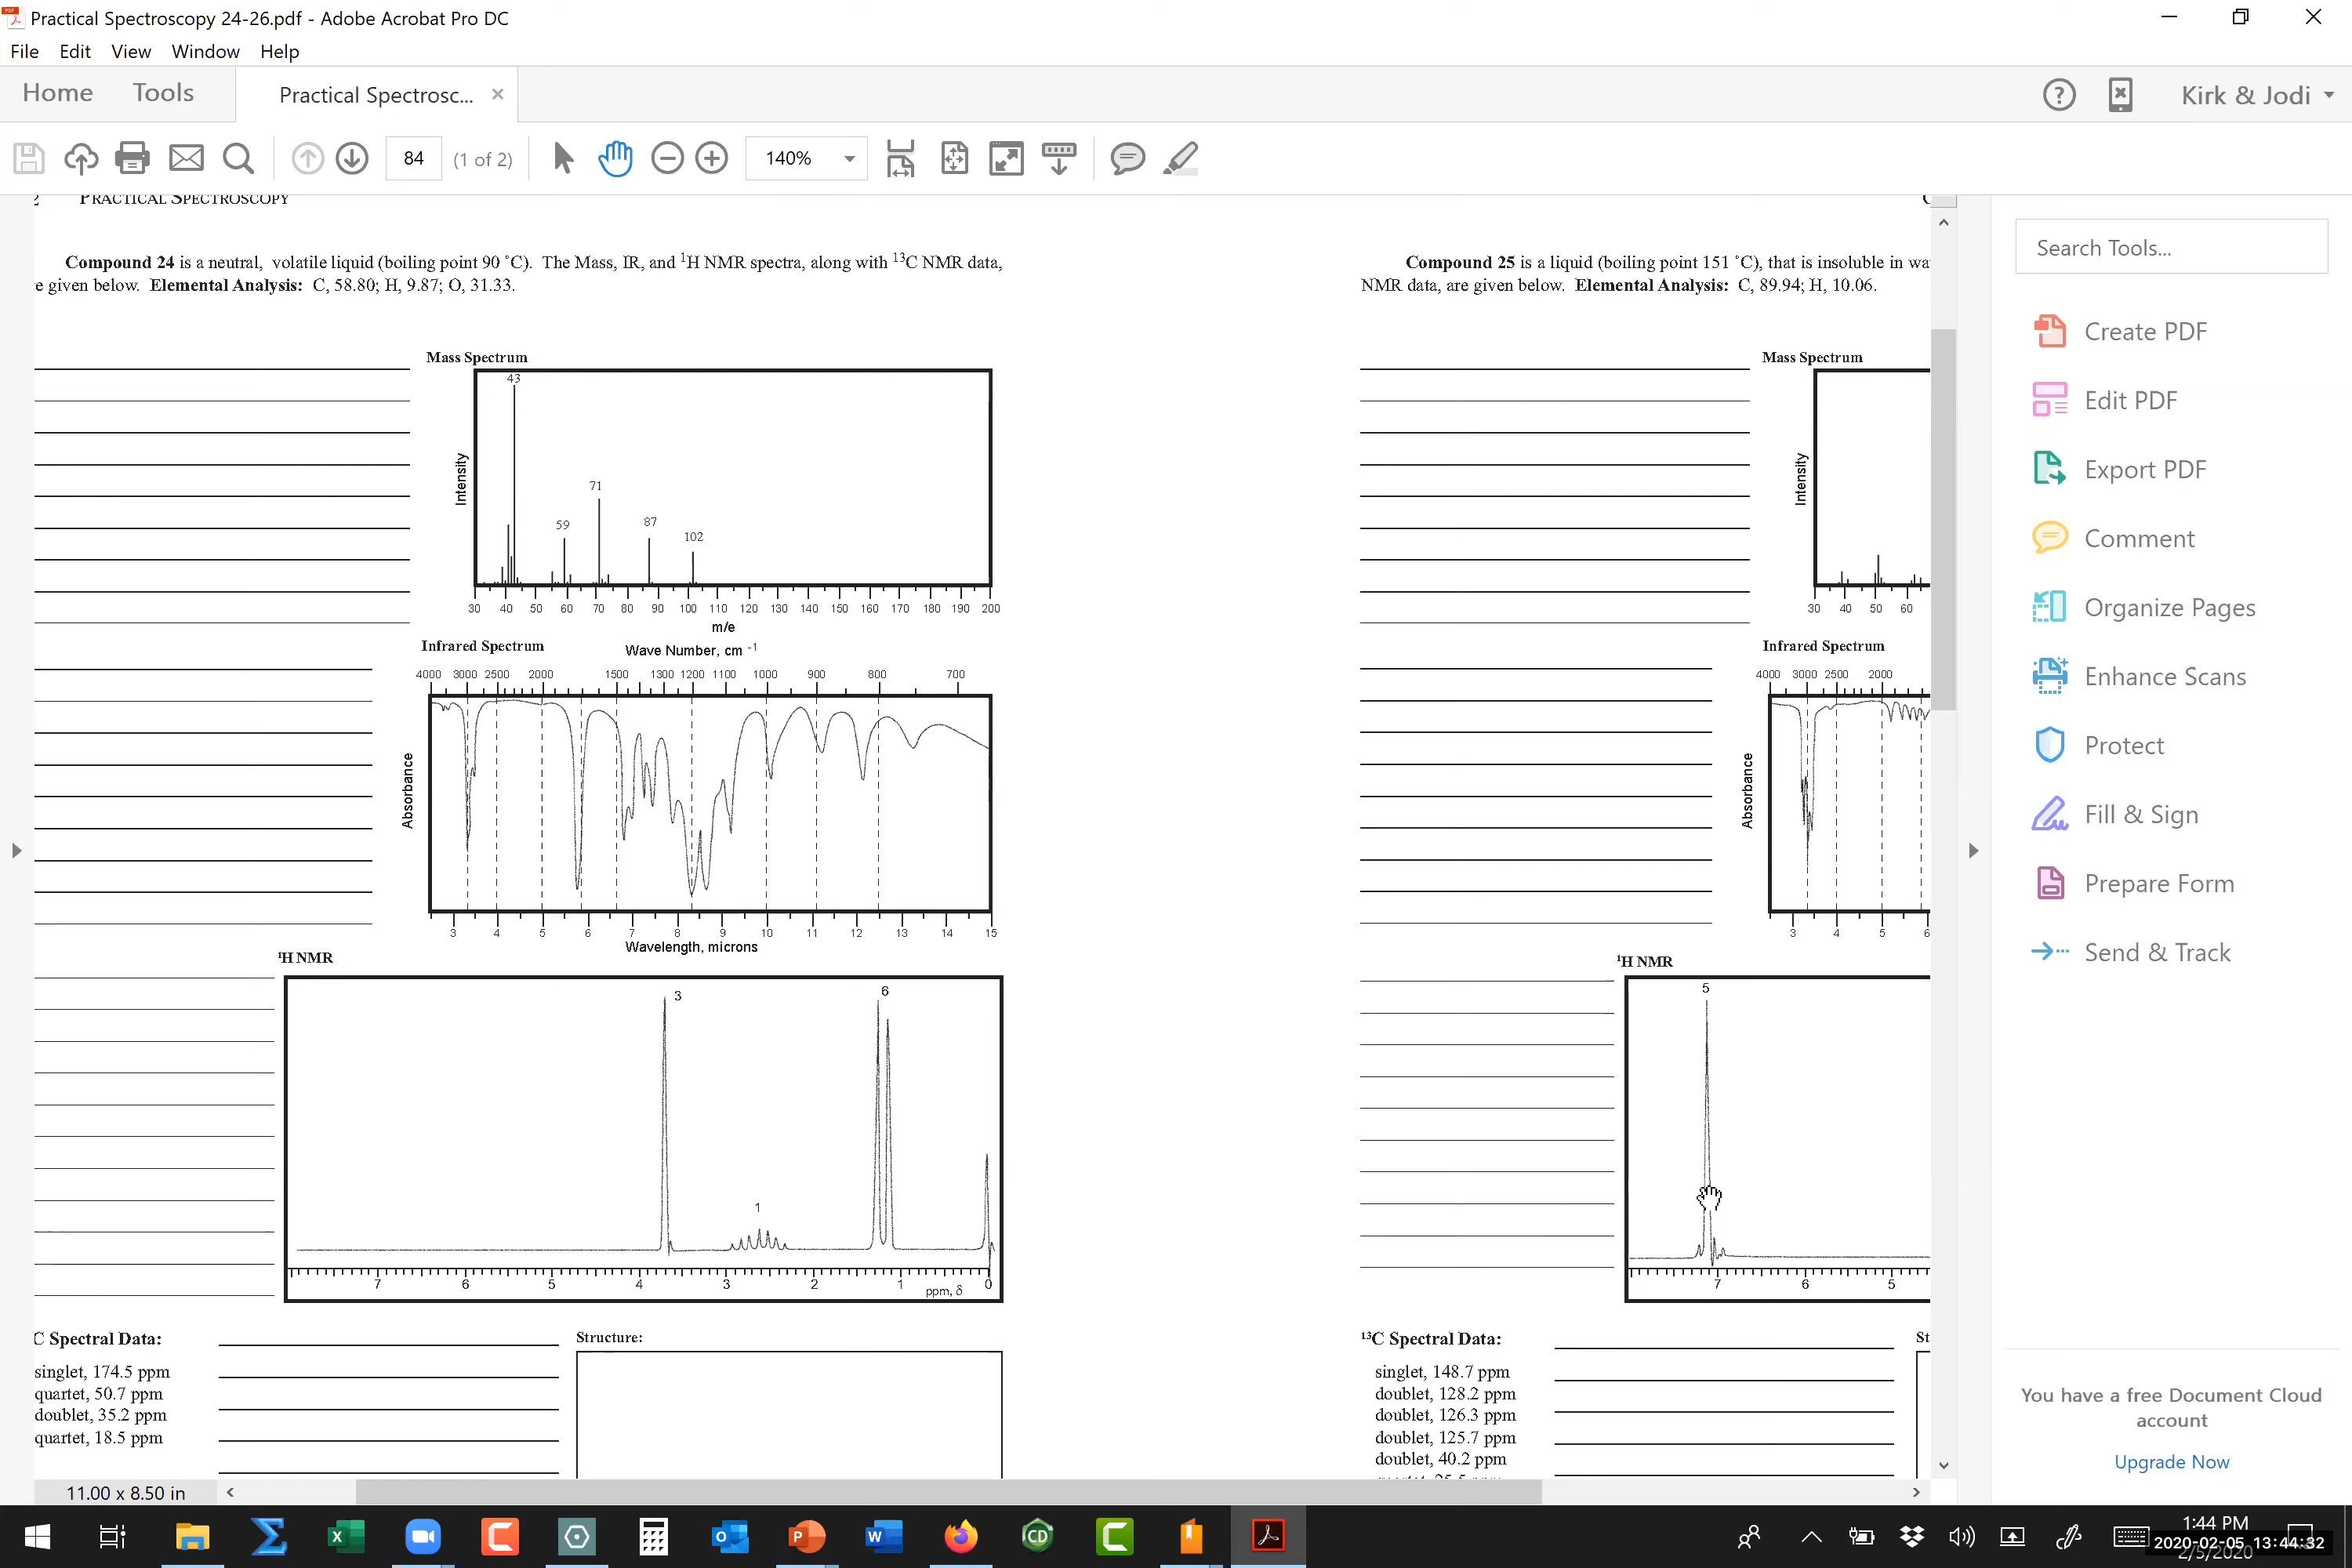 Practical Spectroscopy 24-26.pdf - Adobe Acrobat Pro DC
File Edit View Window Help
Home Tools Practical Spectrosc... × Kirk & Jodi
84 (1 of 2) 140%
PRACTICAL SPECTROSCOPY
Compound 24 is a neutral, volatile liquid (boiling point 90 ˚C). The Mass, IR, and ¹H NMR spectra, along with ¹³C NMR data,
e given below. Elemental Analysis: C, 58.80; H, 9.87; O, 31.33.
Mass Spectrum
43
71
59
87
102
Intensity
30 40 50 60 70 80 90 100 110 120 130 140 150 160 170 180 190 200
m/e
Infrared Spectrum
Wave Number, cm -1
4000 3000 2500 2000 1500 1300 1200 1100 1000 900 800 700
Absorbance
3 4 5 6 7 8 9 10 11 12 13 14 15
Wavelength, microns
¹H NMR
3
6
1
7 6 5 4 3 2 1 0
ppm, δ
C Spectral Data:
singlet, 174.5 ppm
quartet, 50.7 ppm
doublet, 35.2 ppm
quartet, 18.5 ppm
Structure:
Compound 25 is a liquid (boiling point 151 ˚C), that is insoluble in wa
NMR data, are given below. Elemental Analysis: C, 89.94; H, 10.06.
Mass Spectrum
Intensity
30 40 50 60
Infrared Spectrum
4000 3000 2500 2000
Absorbance
3 4 5 6
¹H NMR
5
7 6 5
¹³C Spectral Data:
singlet, 148.7 ppm
doublet, 128.2 ppm
doublet, 126.3 ppm
doublet, 125.7 ppm
doublet, 40.2 ppm
St
11.00 x 8.50 in
Search Tools...
Create PDF
Edit PDF
Export PDF
Comment
Organize Pages
Enhance Scans
Protect
Fill & Sign
Prepare Form
Send & Track
You have a free Document Cloud
account
Upgrade Now
1:44 PM
2020-02-05 13:44:32
2/5/2020